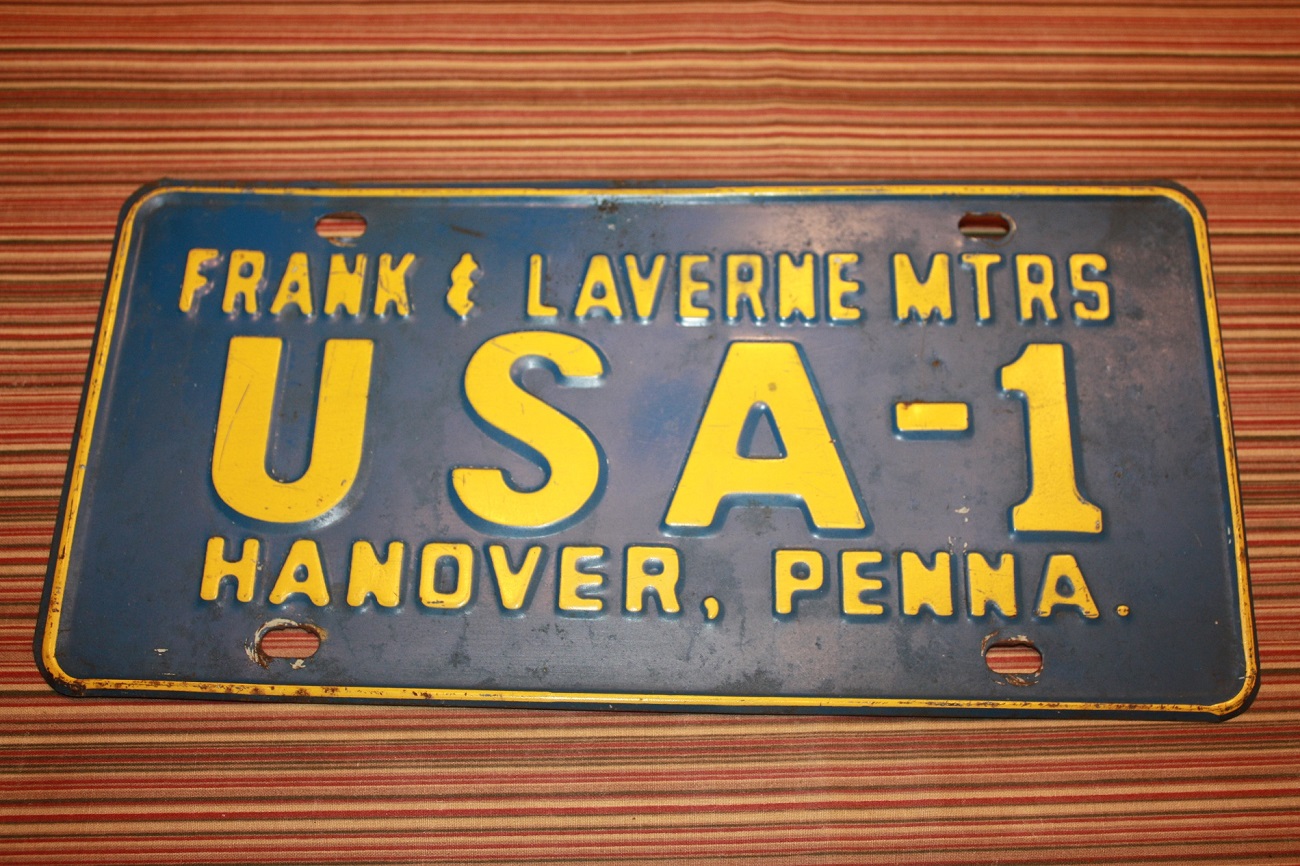 FRANK & LAVERNE MTRS
USA-1
HANOVER, PENNA.